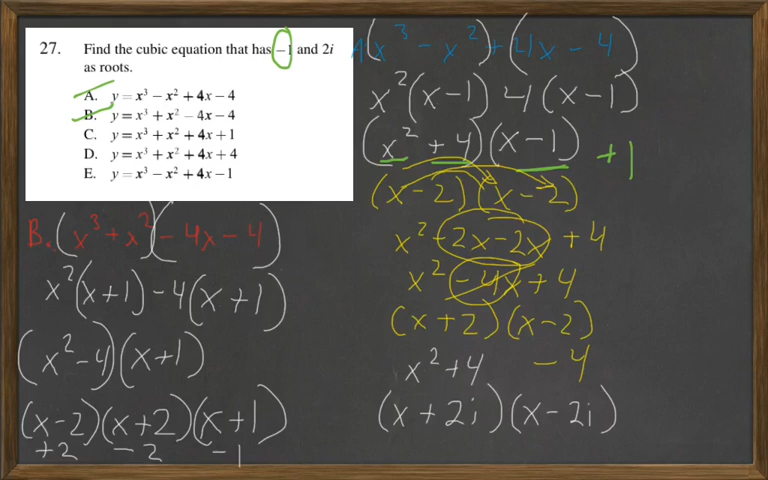 27. Find the cubic equation that has −1 and 2i
as roots.
A. y = x³ − x² + 4x − 4
B. y = x³ + x² − 4x − 4
C. y = x³ + x² + 4x + 1
D. y = x³ + x² + 4x + 4
E. y = x³ − x² + 4x − 1
A(x³ − x²) + (4x − 4)
x²(x−1) 4(x−1)
(x² + 4)(x−1) +1
(x−2)(x−2)
x² −2x−2x + 4
x² −4x + 4
(x+2)(x−2)
−4
x² + 4
(x + 2i)(x − 2i)
B. (x³ + x²)(− 4x − 4)
x²(x+1) − 4(x+1)
(x² − 4)(x+1)
(x−2)(x+2)(x+1)
+2 −2 −1